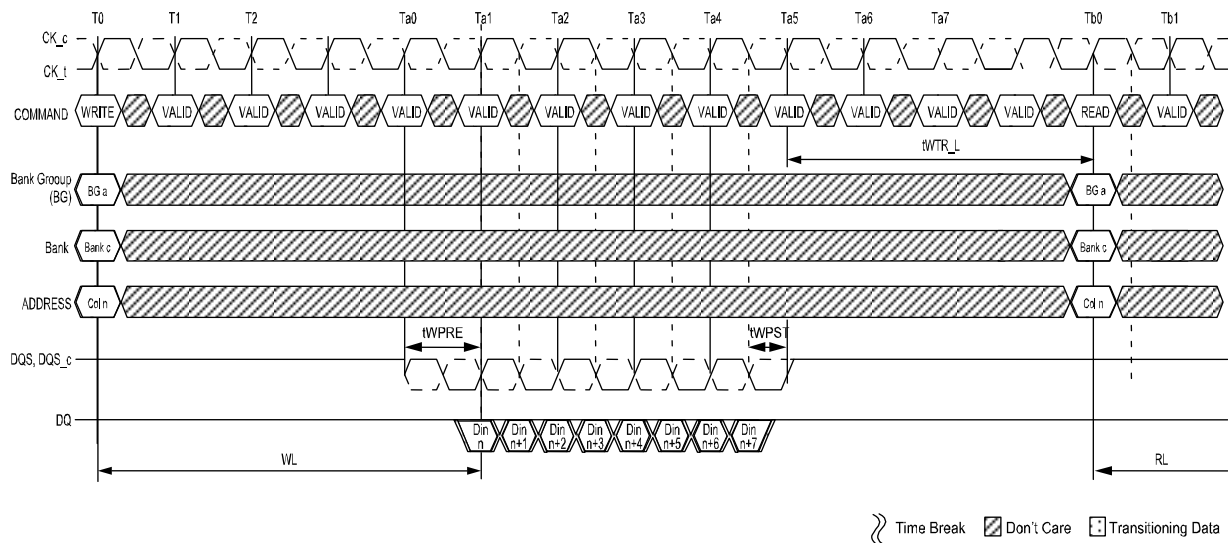 T0 T1 T2 Ta0 Ta1 Ta2 Ta3 Ta4 Ta5 Ta6 Ta7 Tb0 Tb1
CK_c
CK_t
COMMAND WRITE VALID VALID VALID VALID VALID VALID VALID VALID VALID VALID VALID VALID READ VALID
tWTR_L
Bank Grooup
(BG)
BG a BG a
Bank Bank c Bank c
ADDRESS Col n Col n
tWPRE tWPST
DQS, DQS_c
DQ
Din n Din n+1 Din n+2 Din n+3 Din n+4 Din n+5 Din n+6 Din n+7
WL RL
Time Break Don't Care Transitioning Data